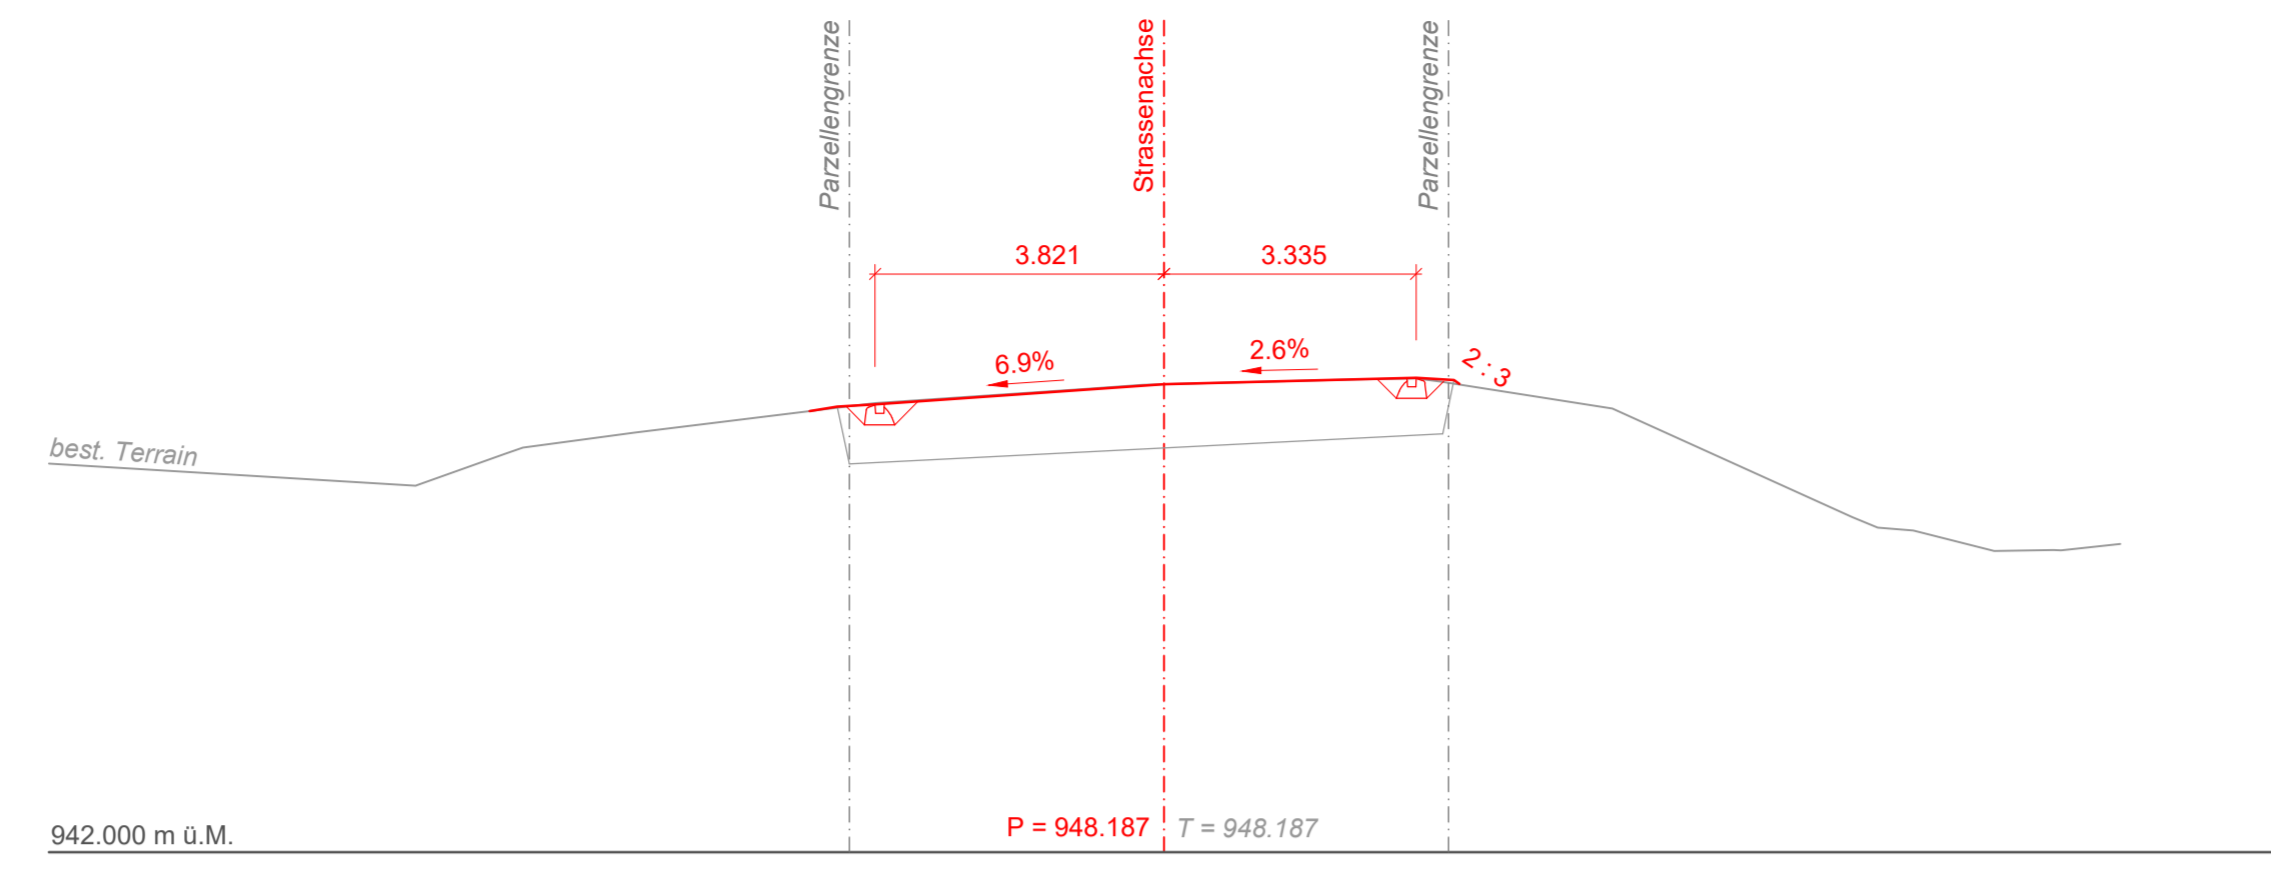 Parzellengrenze
Strassenachse
Parzellengrenze
3.821
3.335
6.9%
2.6%
2 : 3
best. Terrain
942.000 m ü.M.
P = 948.187
T = 948.187